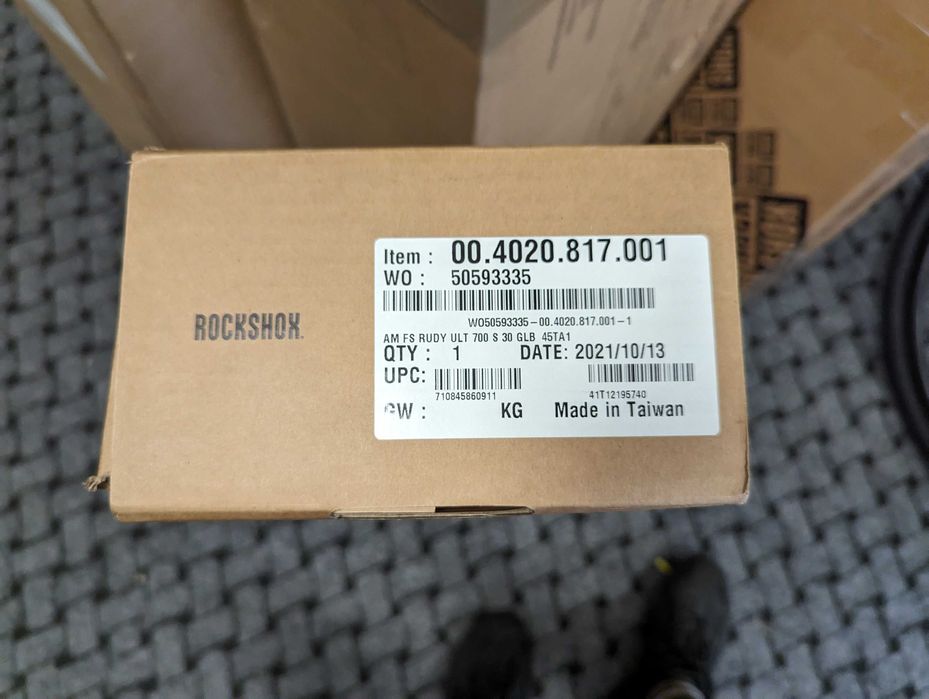 ROCKSHOX
Item : 00.4020.817.001
WO : 50593335
WO50593335-00.4020.817.001-1
AM FS RUDY ULT 700 S 30 GLB 45TA1
QTY : 1 DATE: 2021/10/13
UPC:
710845860911 41T12195740
GW : KG Made in Taiwan